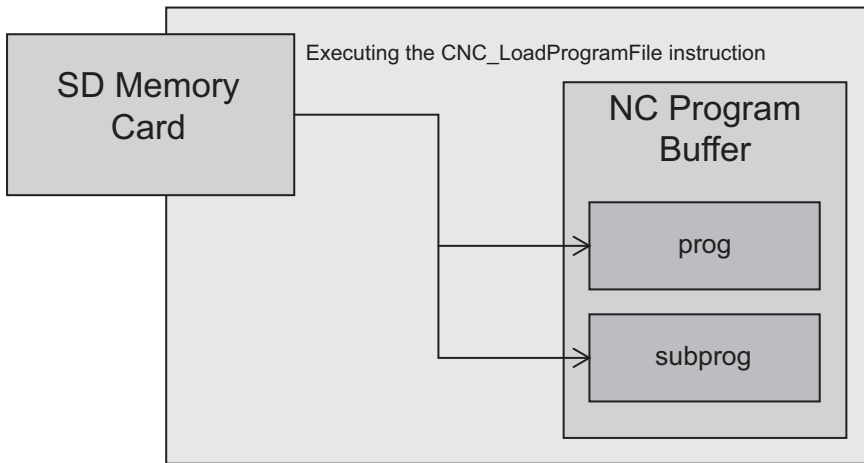 Executing the CNC_LoadProgramFile instruction
SD Memory
Card
NC Program
Buffer
prog
subprog